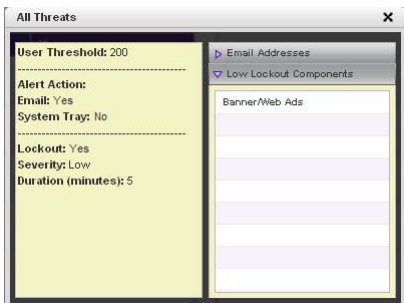 All Threats
User Threshold: 200
Alert Action:
Email: Yes
System Tray: No
Lockout: Yes
Severity: Low
Duration (minutes): 5
Email Addresses
Low Lockout Components
Banner/Web Ads